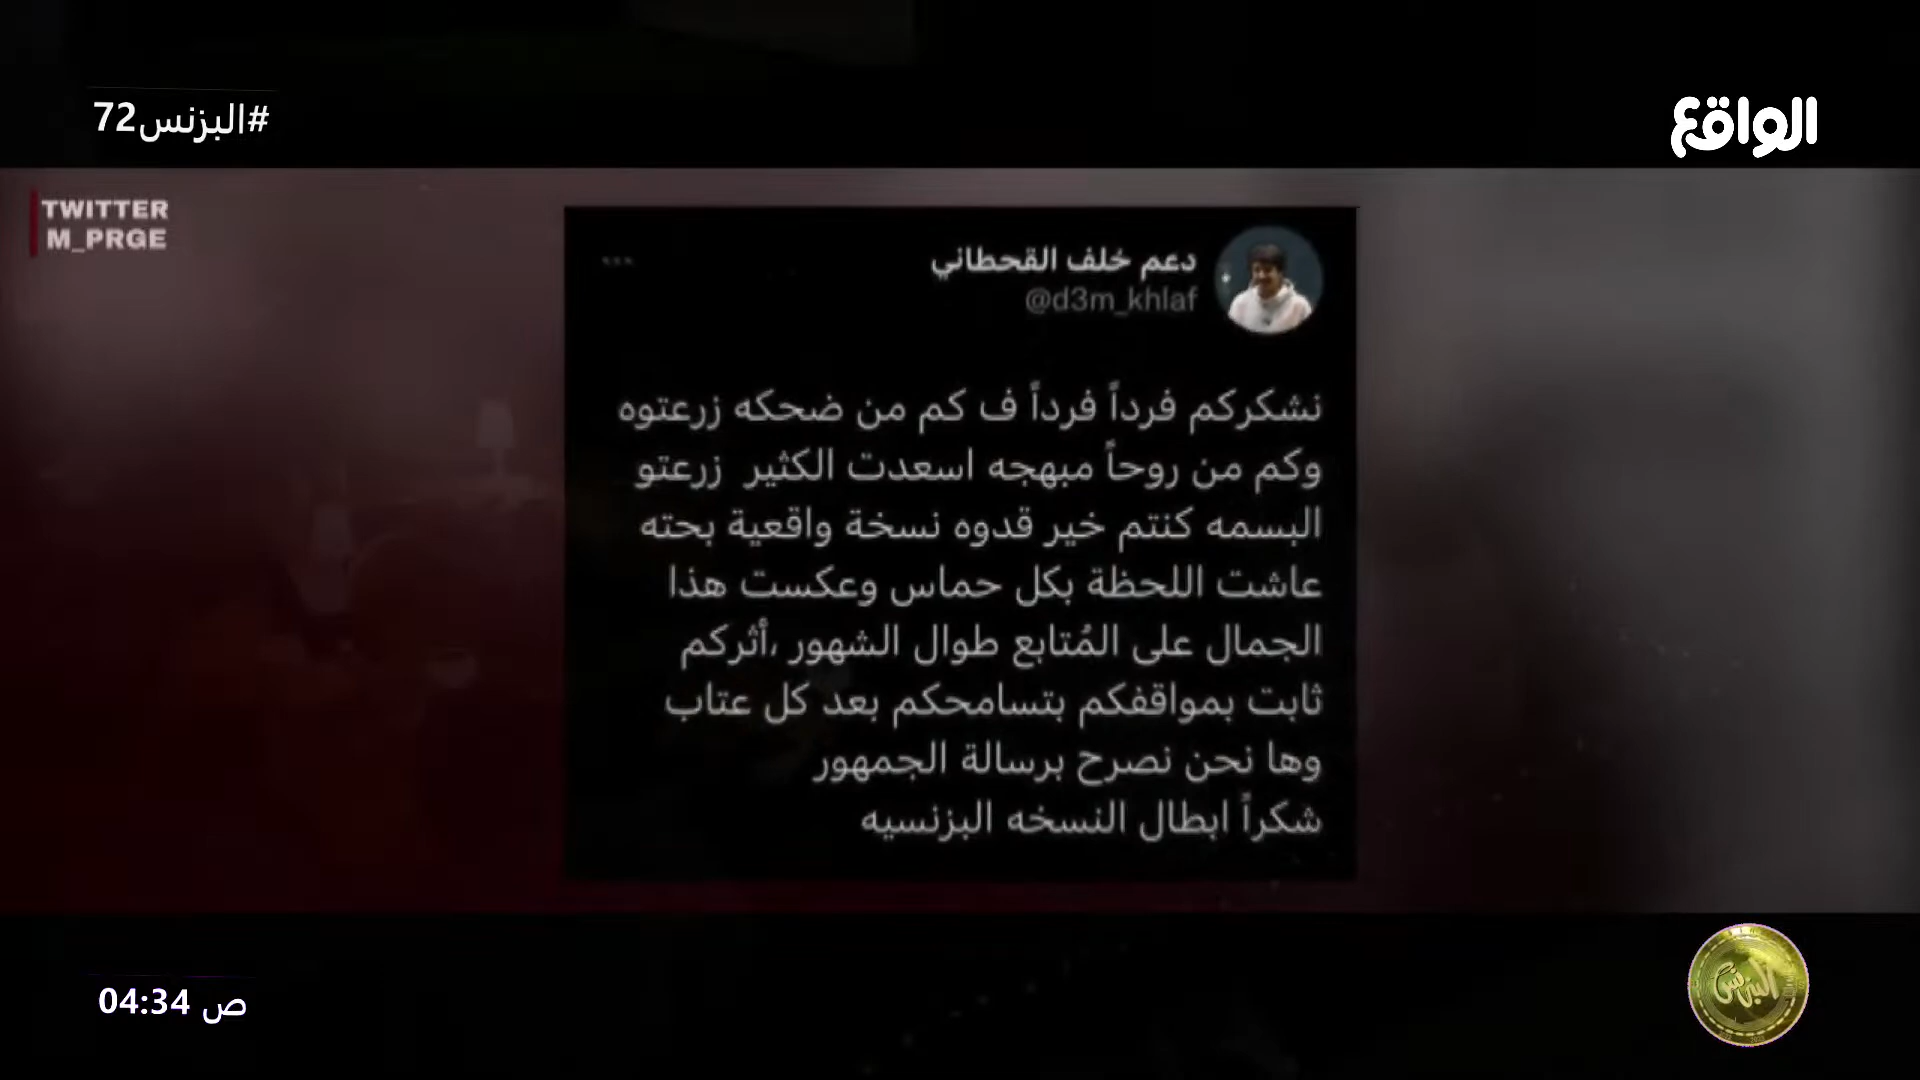 #البزنس72
الواقع
TWITTER
M_PRGE
دعم خلف القحطاني
@d3m_khlaf
نشكركم فرداً فرداً ف كم من ضحكه زرعتوه
وكم من روحاً مبهجه اسعدت الكثير زرعتو
البسمه كنتم خير قدوه نسخة واقعية بحته
عاشت اللحظة بكل حماس وعكست هذا
الجمال على المُتابع طوال الشهور ،أثركم
ثابت بمواقفكم بتسامحكم بعد كل عتاب
وها نحن نصرح برسالة الجمهور
شكراً ابطال النسخه البزنسيه
04:34 ص
البزنس